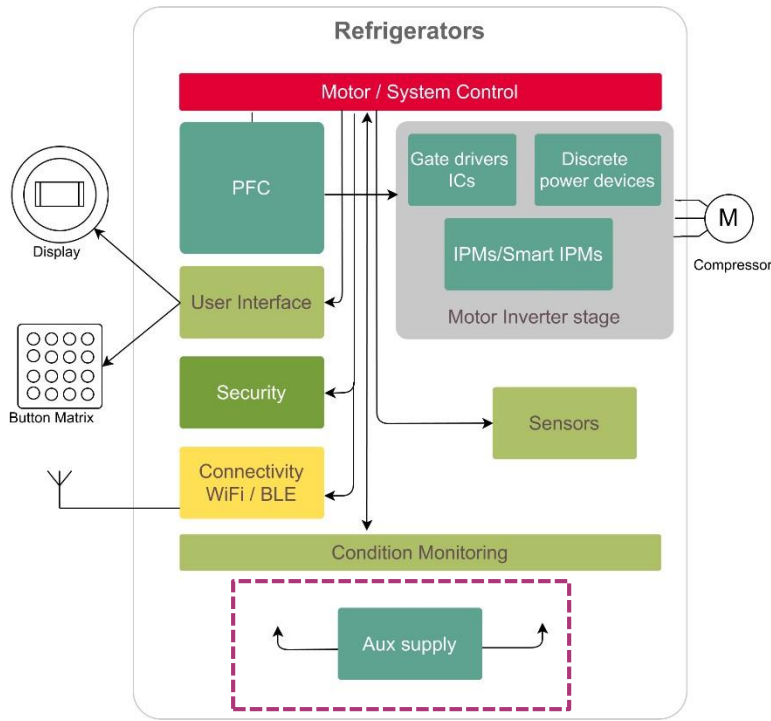 Refrigerators
Motor / System Control
PFC
Gate drivers
ICs
Discrete
power devices
IPMs/Smart IPMs
Motor Inverter stage
M
Compressor
Display
User Interface
Button Matrix
Security
Sensors
Connectivity
WiFi / BLE
Condition Monitoring
Aux supply